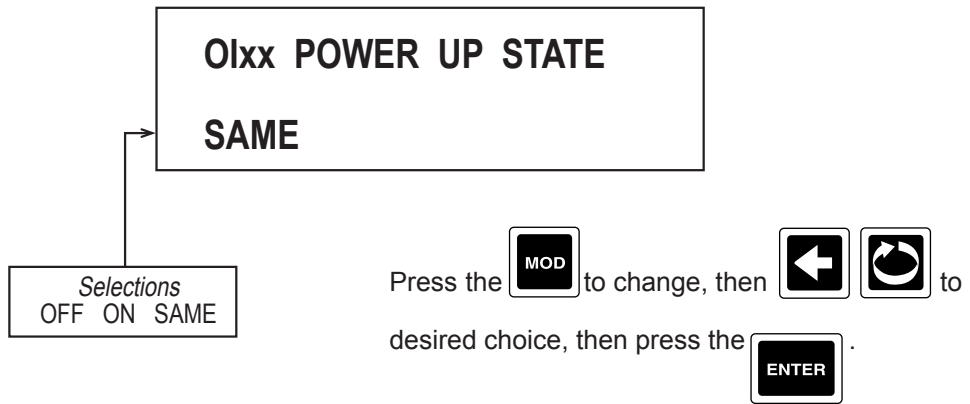 OIxx POWER UP STATE
SAME
Selections
OFF ON SAME
Press the MOD to change, then to
desired choice, then press the ENTER .